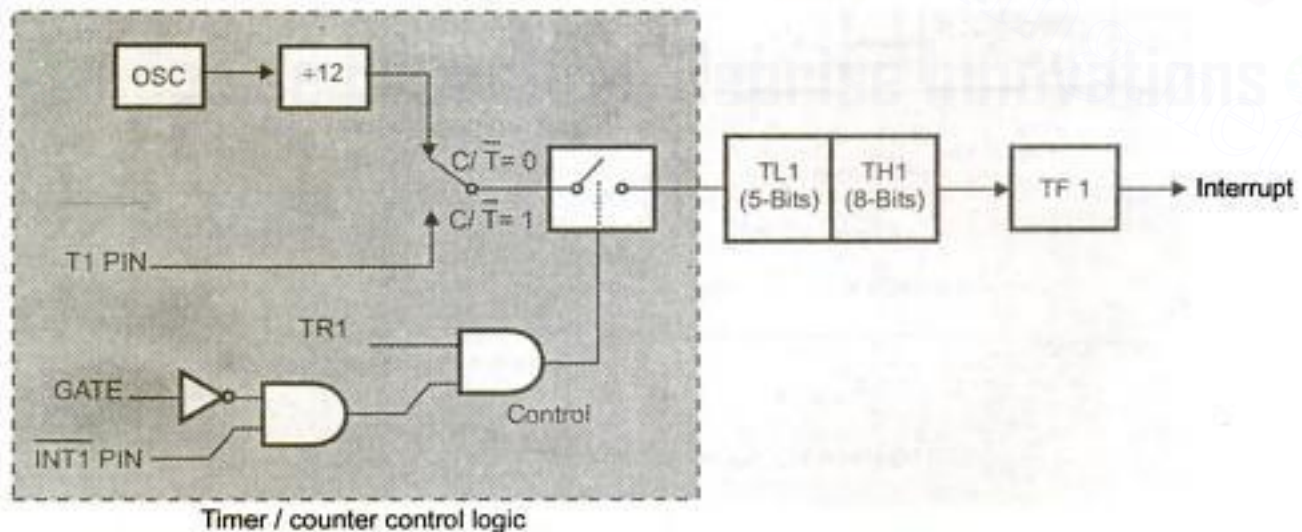 OSC
÷12
C/T̅ = 0
C/T̅ = 1
T1 PIN
TL1
(5-Bits)
TH1
(8-Bits)
TF 1
Interrupt
TR1
GATE
Control
I̅N̅T̅1̅ PIN
Timer / counter control logic